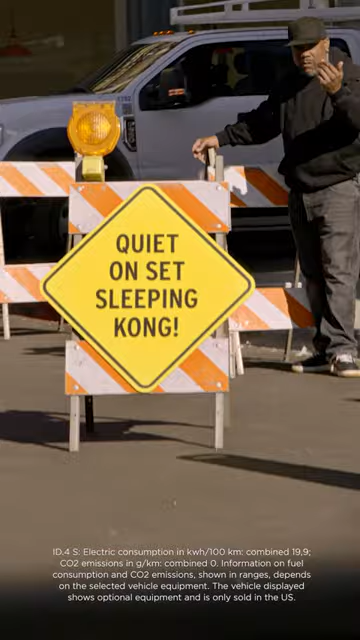 QUIET
ON SET
SLEEPING
KONG!
ID.4 S: Electric consumption in kwh/100 km: combined 19,9;
CO2 emissions in g/km: combined 0. Information on fuel
consumption and CO2 emissions, shown in ranges, depends
on the selected vehicle equipment. The vehicle displayed
shows optional equipment and is only sold in the US.